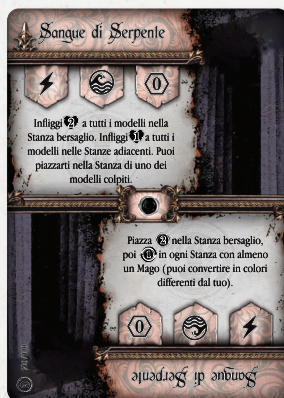 Sangue di Serpente
0
Infliggi 2 a tutti i modelli nella
Stanza bersaglio. Infliggi 1 a tutti i
modelli nelle Stanze adiacenti. Puoi
piazzarti nella Stanza di uno dei
modelli colpiti.
Piazza 2 nella Stanza bersaglio,
poi 1 in ogni Stanza con almeno
un Mago (puoi convertire in colori
differenti dal tuo).
0
Sangue di Serpente